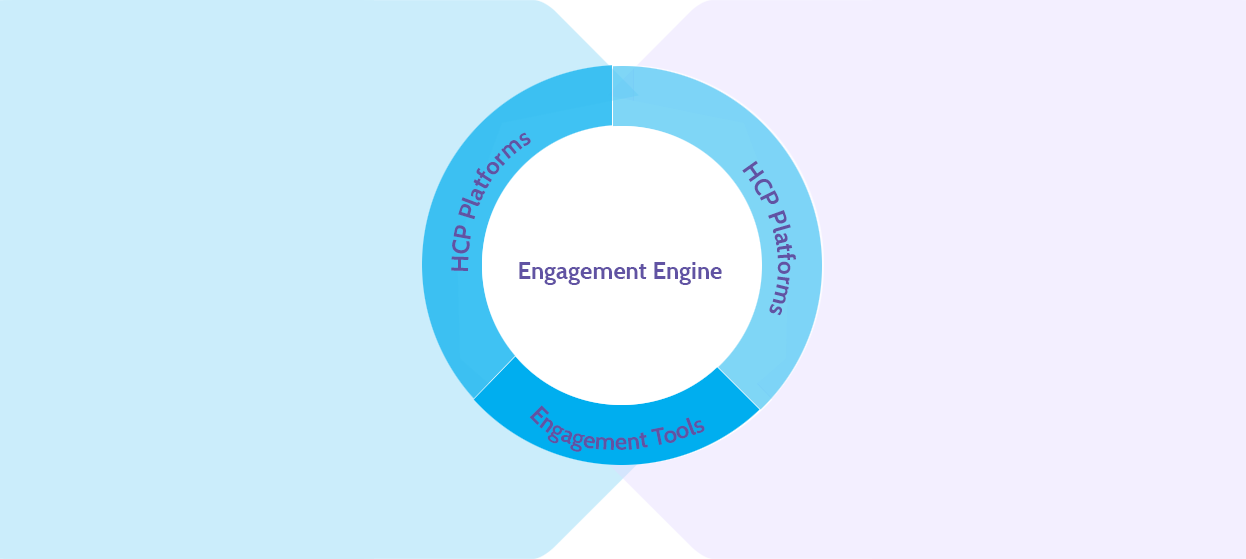 HCP Platforms
HCP Platforms
Engagement Engine
Engagement Tools